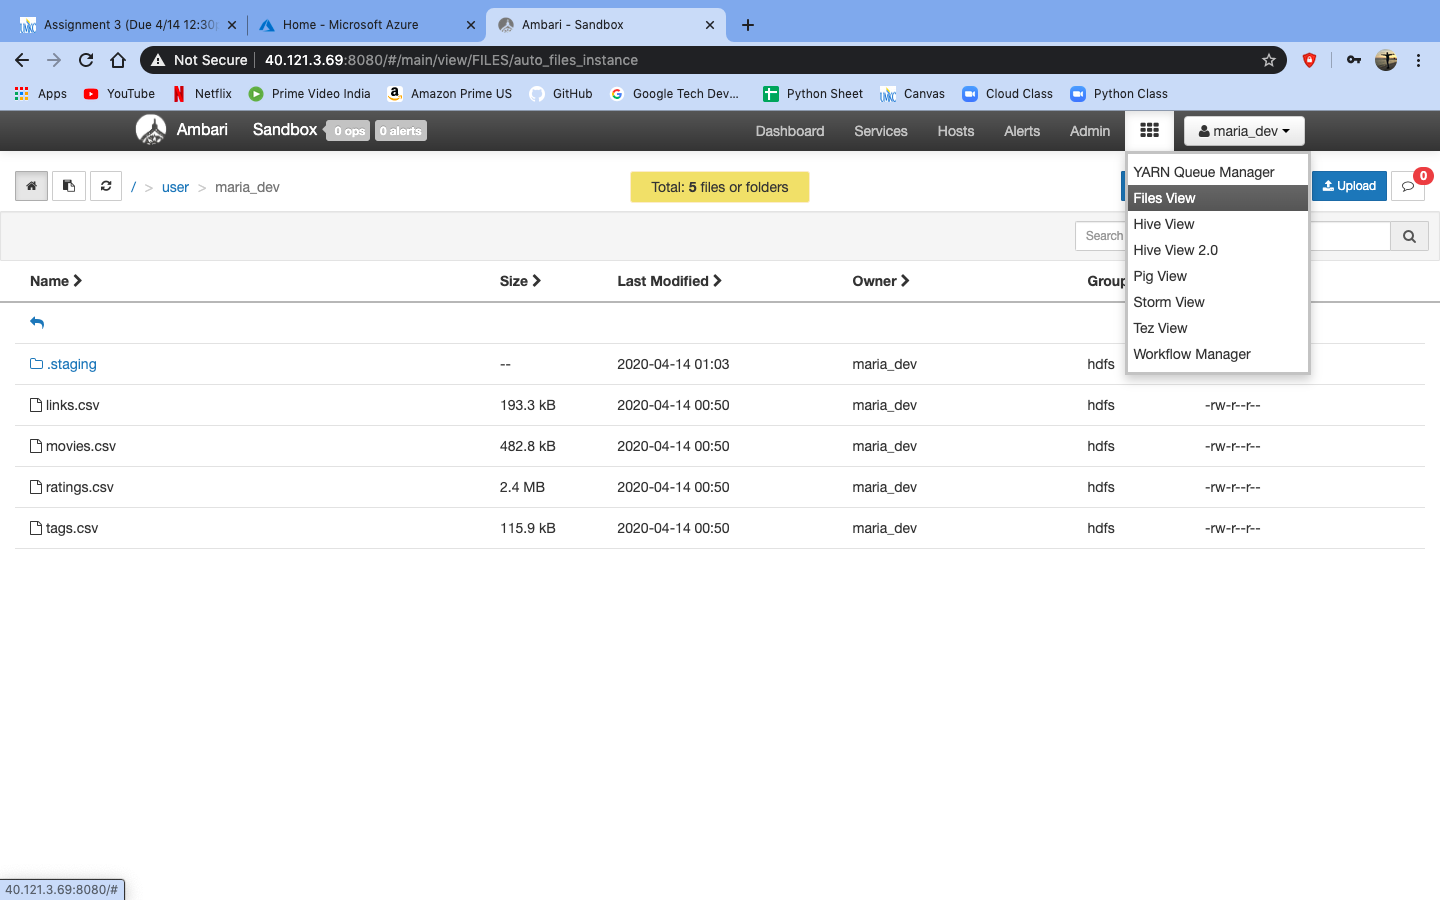 Assignment 3 (Due 4/14 12:30p
Home - Microsoft Azure
Ambari - Sandbox
Not Secure 40.121.3.69:8080/#/main/view/FILES/auto_files_instance
Apps YouTube Netflix Prime Video India Amazon Prime US GitHub Google Tech Dev... Python Sheet Canvas Cloud Class Python Class
Ambari Sandbox 0 ops 0 alerts Dashboard Services Hosts Alerts Admin maria_dev
YARN Queue Manager
Files View
Hive View
Hive View 2.0
Pig View
Storm View
Tez View
Workflow Manager
/ > user > maria_dev Total: 5 files or folders Upload 0
Search
Name Size Last Modified Owner Group
.staging -- 2020-04-14 01:03 maria_dev hdfs
links.csv 193.3 kB 2020-04-14 00:50 maria_dev hdfs -rw-r--r--
movies.csv 482.8 kB 2020-04-14 00:50 maria_dev hdfs -rw-r--r--
ratings.csv 2.4 MB 2020-04-14 00:50 maria_dev hdfs -rw-r--r--
tags.csv 115.9 kB 2020-04-14 00:50 maria_dev hdfs -rw-r--r--
40.121.3.69:8080/#